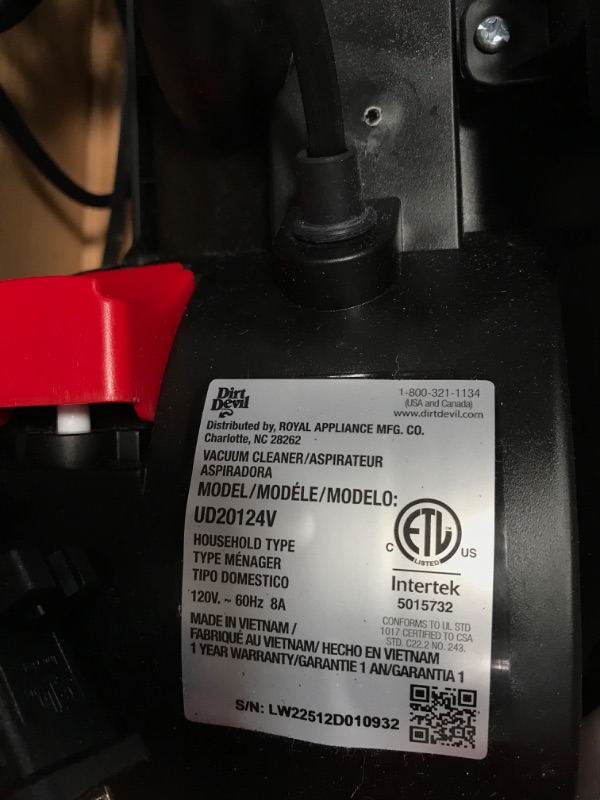 Dirt
Devil
1-800-321-1134
(USA and Canada)
www.dirtdevil.com
Distributed by, ROYAL APPLIANCE MFG. CO.
Charlotte, NC 28262
VACUUM CLEANER/ASPIRATEUR
ASPIRADORA
MODEL/MODÉLE/MODELO:
UD20124V
HOUSEHOLD TYPE
TYPE MÉNAGER
TIPO DOMESTICO
120V. ~ 60Hz 8A
ETL
LISTED
C US
Intertek
5015732
CONFORMS TO UL STD
1017 CERTIFIED TO CSA
STD. C22.2 NO. 243.
MADE IN VIETNAM /
FABRIQUÉ AU VIETNAM/ HECHO EN VIETNAM
1 YEAR WARRANTY/GARANTIE 1 AN/GARANTIA 1
S/N: LW22512D010932